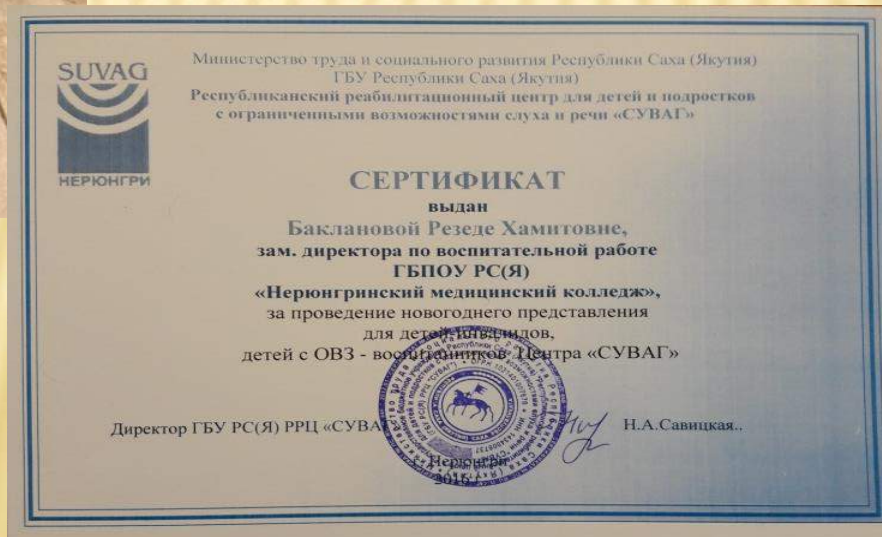 SUVAG
НЕРЮНГРИ
Министерство труда и социального развития Республики Саха (Якутия)
ГБУ Республики Саха (Якутия)
Республиканский реабилитационный центр для детей и подростков
с ограниченными возможностями слуха и речи «СУВАГ»
СЕРТИФИКАТ
выдан
Баклановой Резеде Хамитовне,
зам. директора по воспитательной работе
ГБПОУ РС(Я)
«Нерюнгринский медицинский колледж»,
за проведение новогоднего представления
для детей-инвалидов,
детей с ОВЗ - воспитанников Центра «СУВАГ»
Директор ГБУ РС(Я) РРЦ «СУВАГ»
Н.А.Савицкая..
Нерюнгри
2016